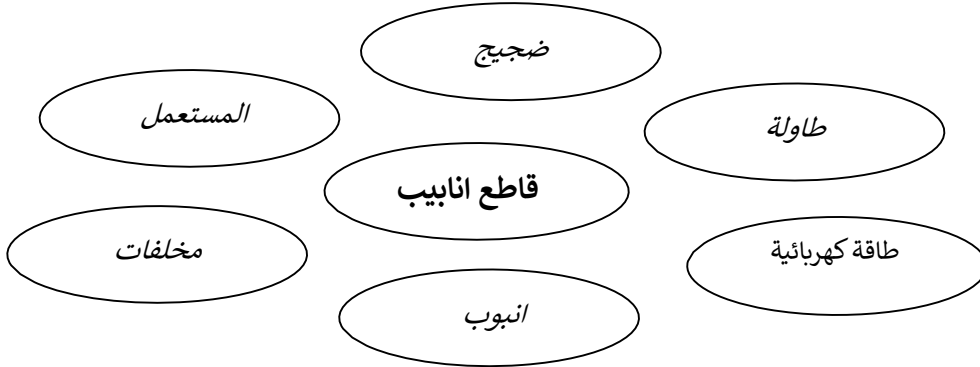 ضجيج
المستعمل
طاولة
قاطع انابيب
مخلفات
طاقة كهربائية
انبوب